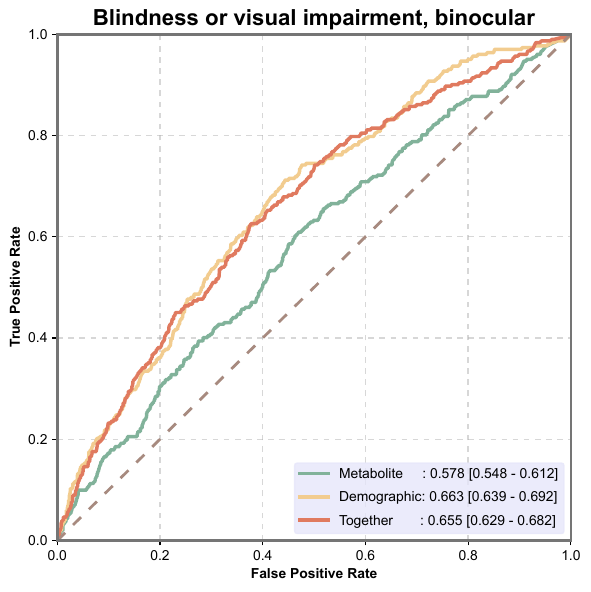 Blindness or visual impairment, binocular
1.0
0.8
0.6
0.4
0.2
0.0
True Positive Rate
Metabolite : 0.578 [0.548 - 0.612]
Demographic: 0.663 [0.639 - 0.692]
Together : 0.655 [0.629 - 0.682]
0.0 0.2 0.4 0.6 0.8 1.0
False Positive Rate